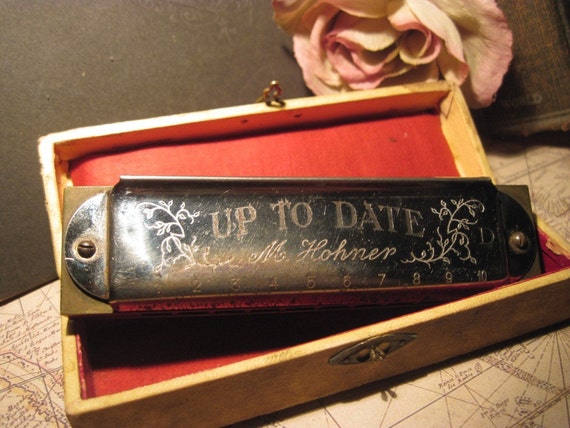 UP TO DATE
M. Hohner
D
1 2 3 4 5 6 7 8 9 10